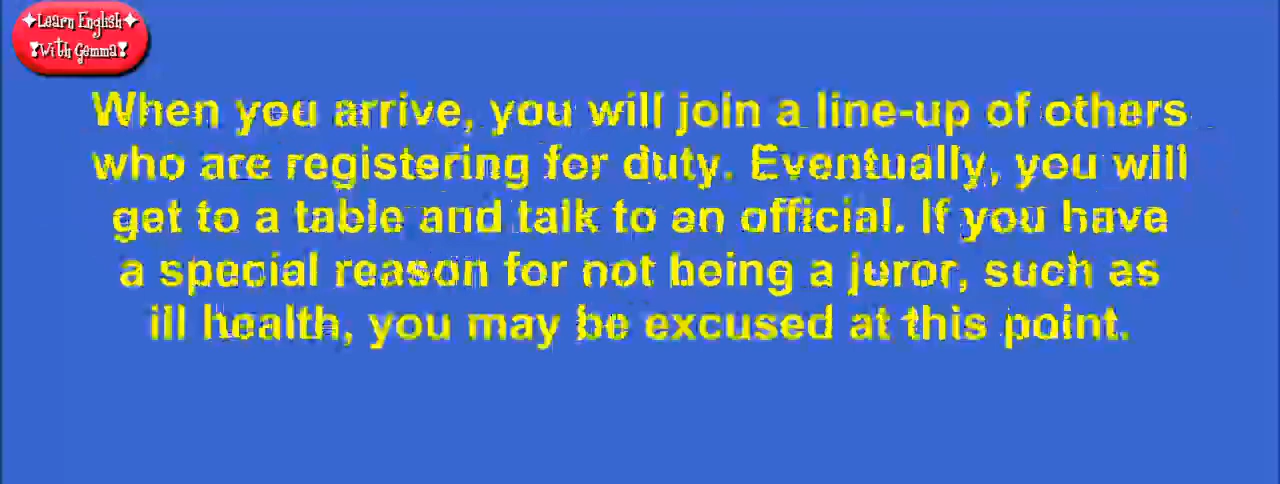 Learn English
With Gemma
When you arrive, you will join a line-up of others
who are registering for duty. Eventually, you will
get to a table and talk to an official. If you have
a special reason for not being a juror, such as
ill health, you may be excused at this point.